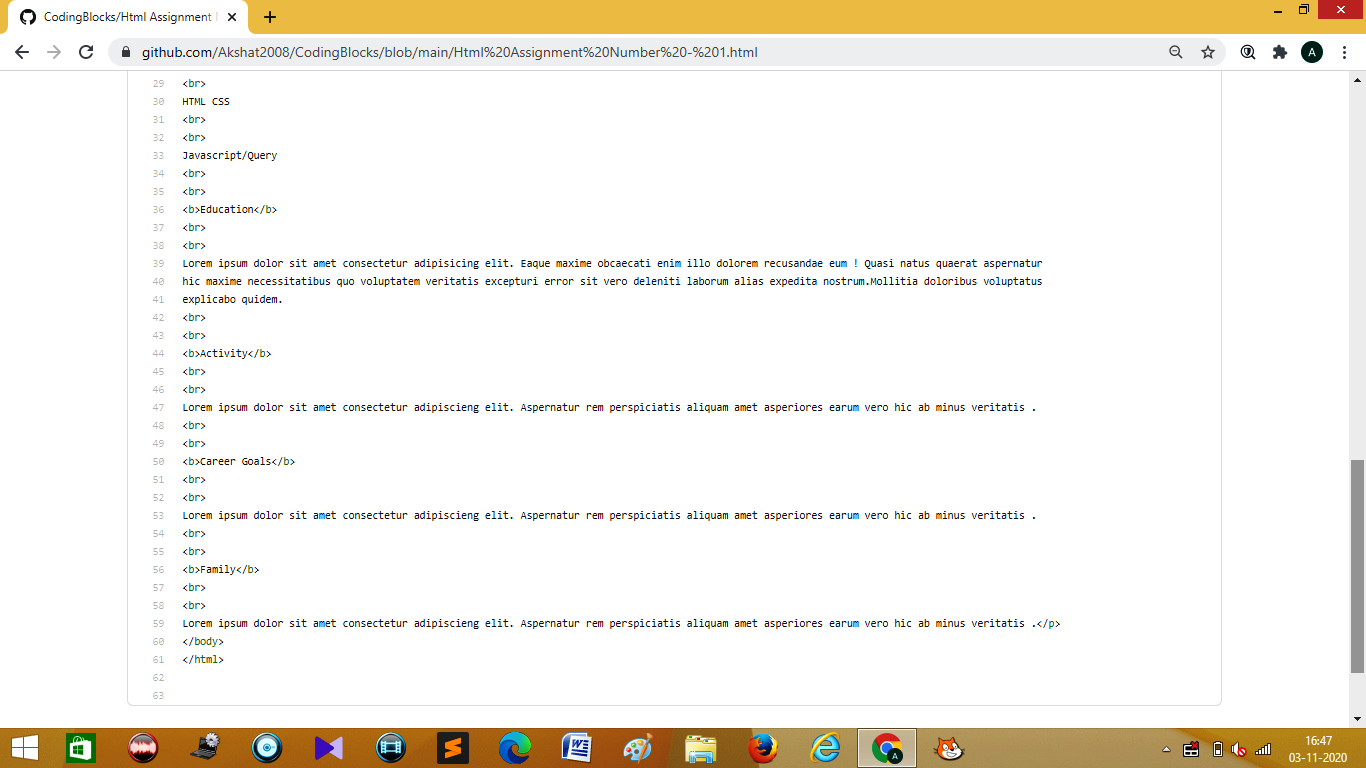 CodingBlocks/Html Assignment
github.com/Akshat2008/CodingBlocks/blob/main/Html%20Assignment%20Number%20-%201.html
A
29 <br>
30 HTML CSS
31 <br>
32 <br>
33 Javascript/Query
34 <br>
35 <br>
36 <b>Education</b>
37 <br>
38 <br>
39 Lorem ipsum dolor sit amet consectetur adipisicing elit. Eaque maxime obcaecati enim illo dolorem recusandae eum ! Quasi natus quaerat aspernatur
40 hic maxime necessitatibus quo voluptatem veritatis excepturi error sit vero deleniti laborum alias expedita nostrum.Mollitia doloribus voluptatus
41 explicabo quidem.
42 <br>
43 <br>
44 <b>Activity</b>
45 <br>
46 <br>
47 Lorem ipsum dolor sit amet consectetur adipiscieng elit. Aspernatur rem perspiciatis aliquam amet asperiores earum vero hic ab minus veritatis .
48 <br>
49 <br>
50 <b>Career Goals</b>
51 <br>
52 <br>
53 Lorem ipsum dolor sit amet consectetur adipiscieng elit. Aspernatur rem perspiciatis aliquam amet asperiores earum vero hic ab minus veritatis .
54 <br>
55 <br>
56 <b>Family</b>
57 <br>
58 <br>
59 Lorem ipsum dolor sit amet consectetur adipiscieng elit. Aspernatur rem perspiciatis aliquam amet asperiores earum vero hic ab minus veritatis .</p>
60 </body>
61 </html>
62
63
16:47
03-11-2020